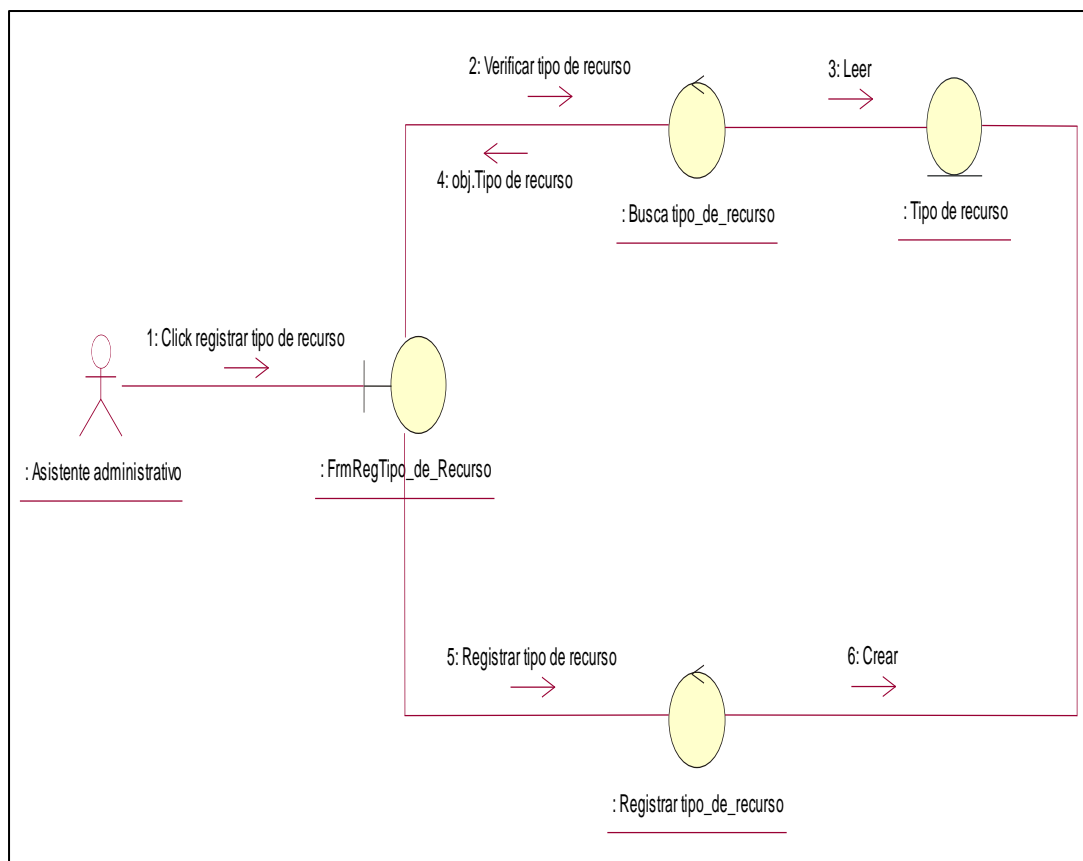 2: Verificar tipo de recurso
3: Leer
4: obj.Tipo de recurso
: Busca tipo_de_recurso
: Tipo de recurso
1: Click registrar tipo de recurso
: Asistente administrativo
: FrmRegTipo_de_Recurso
5: Registrar tipo de recurso
6: Crear
: Registrar tipo_de_recurso